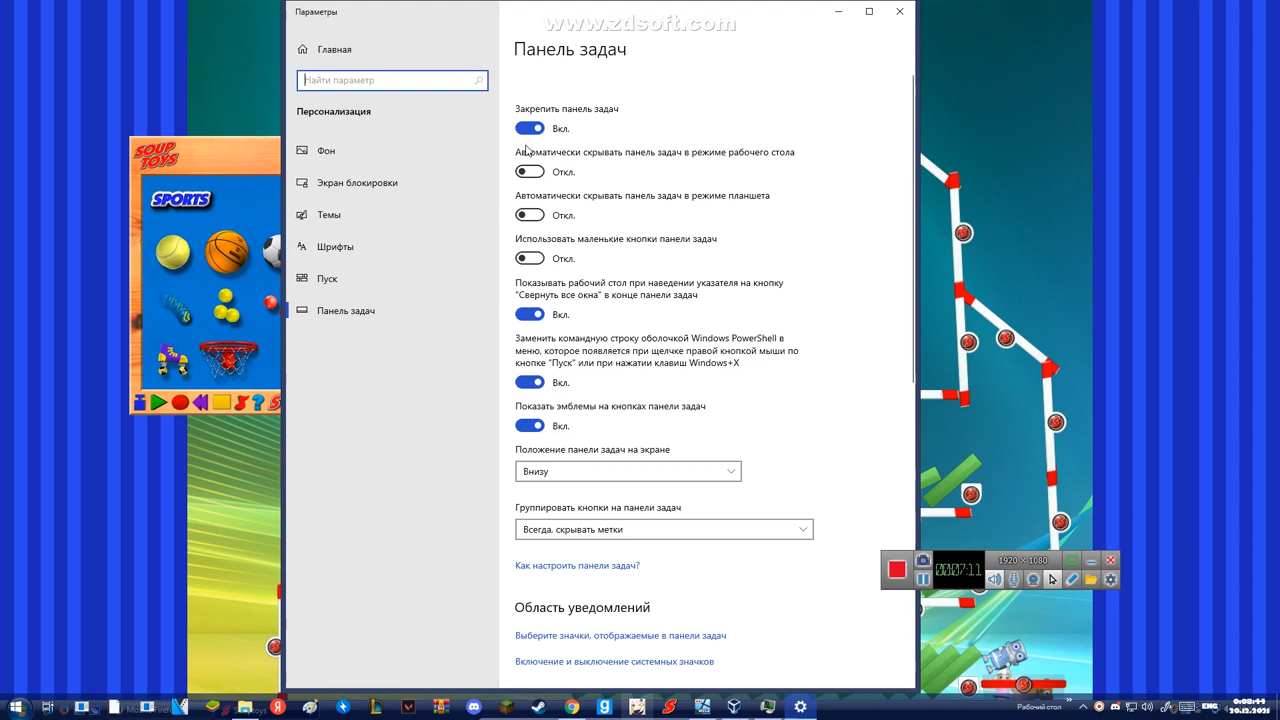 Параметры
www.zdsoft.com
Главная
Панель задач
Найти параметр
Персонализация
Закрепить панель задач
Вкл.
Фон
Автоматически скрывать панель задач в режиме рабочего стола
Откл.
Экран блокировки
Автоматически скрывать панель задач в режиме планшета
Откл.
Темы
Использовать маленькие кнопки панели задач
Откл.
Шрифты
Пуск
Показывать рабочий стол при наведении указателя на кнопку
"Свернуть все окна" в конце панели задач
Вкл.
Панель задач
Заменить командную строку оболочкой Windows PowerShell в
меню, которое появляется при щелчке правой кнопкой мыши по
кнопке "Пуск" или при нажатии клавиш Windows+X
Вкл.
Показать эмблемы на кнопках панели задач
Вкл.
Положение панели задач на экране
Внизу
Группировать кнопки на панели задач
Всегда, скрывать метки
Как настроить панели задач?
Область уведомлений
Выберите значки, отображаемые в панели задач
Включение и выключение системных значков
SOUP
TOYS
SPORTS
1920 × 1080
Рабочий стол
ENG